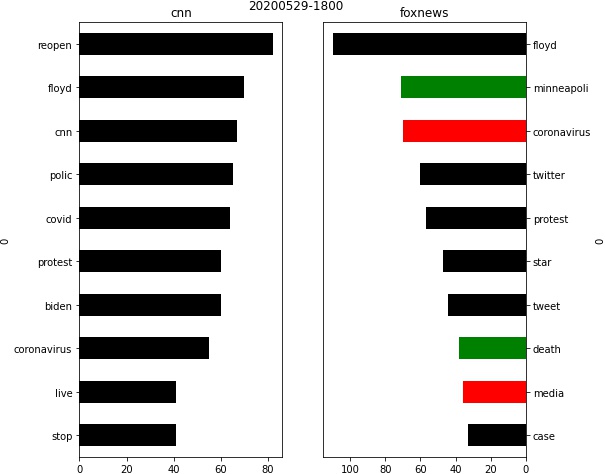 20200529-1800
cnn
reopen
floyd
cnn
polic
covid
protest
biden
coronavirus
live
stop
0
0 20 40 60 80
foxnews
floyd
minneapoli
coronavirus
twitter
protest
star
tweet
death
media
case
0
100 80 60 40 20 0